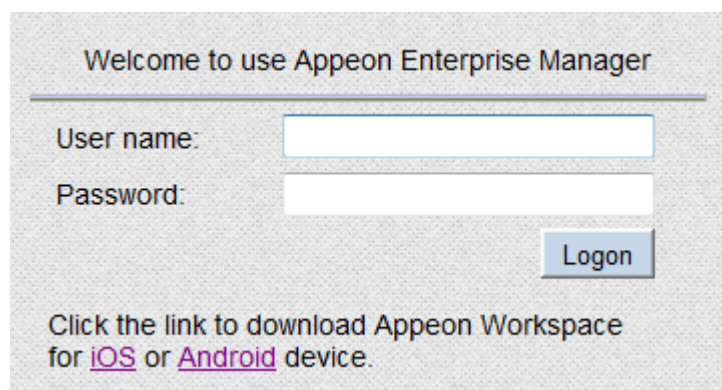 Welcome to use Appeon Enterprise Manager
User name:
Password:
Logon
Click the link to download Appeon Workspace
for iOS or Android device.